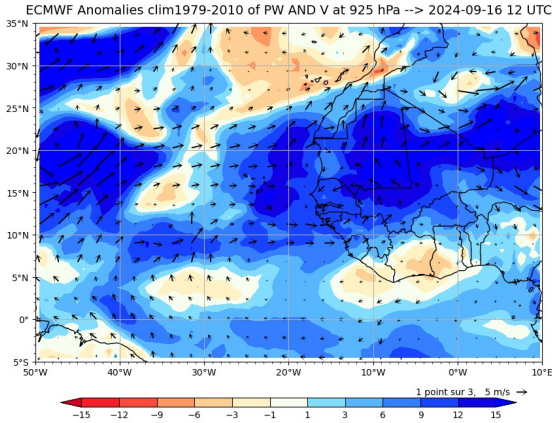 ECMWF Anomalies clim1979-2010 of PW AND V at 925 hPa --> 2024-09-16 12 UTC
35°N
30°N
25°N
20°N
15°N
10°N
5°N
0°
5°S
50°W 40°W 30°W 20°W 10°W 0°W 10°E
1 point sur 3, 5 m/s
−15 −12 −9 −6 −3 −1 1 3 6 9 12 15